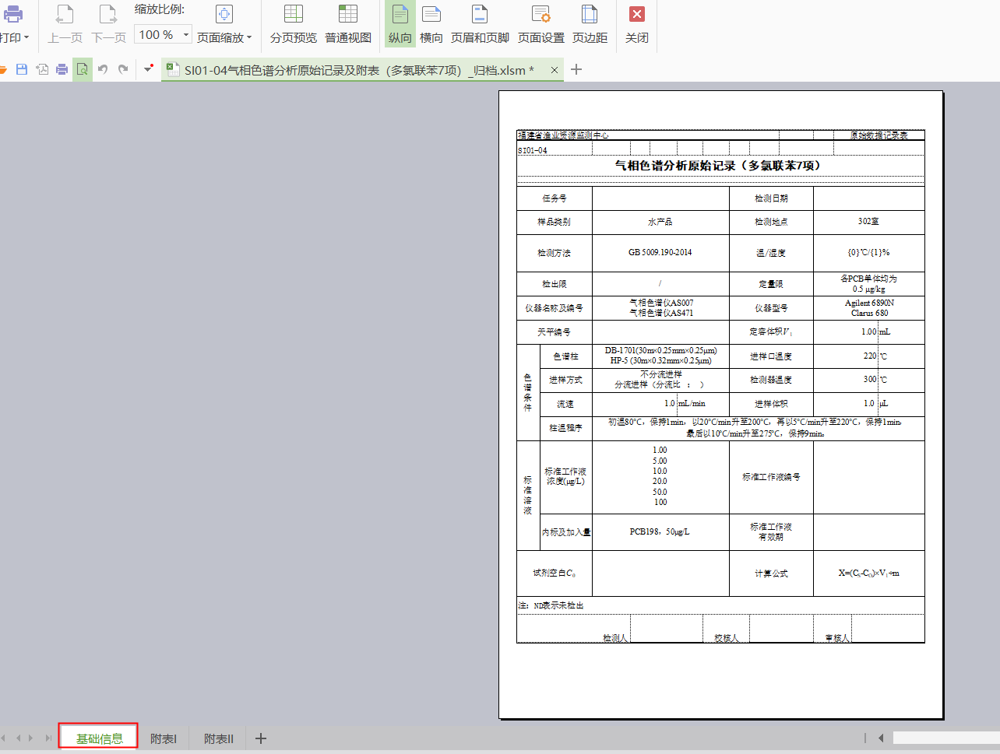 缩放比例:
打印
上一页 下一页 100 % 页面缩放 分页预览 普通视图 纵向 横向 页眉和页脚 页面设置 页边距 关闭
SI01-04气相色谱分析原始记录及附表（多氯联苯7项）_归档.xlsm *
福建省渔业资源监测中心 原始数据记录表
SI01-04
气相色谱分析原始记录（多氯联苯7项）
任务号 检测日期
样品类别 水产品 检测地点 302室
检测方法 GB 5009.190-2014 温/湿度 {0}℃/{1}%
检出限 / 定量限 各PCB单体均为
0.5 μg/kg
仪器名称及编号 气相色谱仪AS007 仪器型号 Agilent 6890N
气相色谱仪AS471 Clarus 680
天平编号 定容体积V1 1.00 mL
色谱条件
色谱柱 DB-1701(30m×0.25mm×0.25μm) 进样口温度 220 ℃
HP-5 (30m×0.32mm×0.25μm)
进样方式 不分流进样 检测器温度 300 ℃
分流进样（分流比 ： ）
流速 1.0 mL/min 进样体积 1.0 μL
柱温程序 初温80℃，保持1min，以20℃/min升至200℃，再以5℃/min升至220℃，保持1min，
最后以10℃/min升至275℃，保持9min。
标准溶液
标准工作液
浓度(μg/L)
1.00
5.00
10.0
20.0
50.0
100
标准工作液编号
内标及加入量 PCB198，50μg/L 标准工作液
有效期
试剂空白C0 计算公式 X=(CS-CO)×V1÷m
注：ND表示未检出
检测人 校核人 审核人
基础信息 附表I 附表II